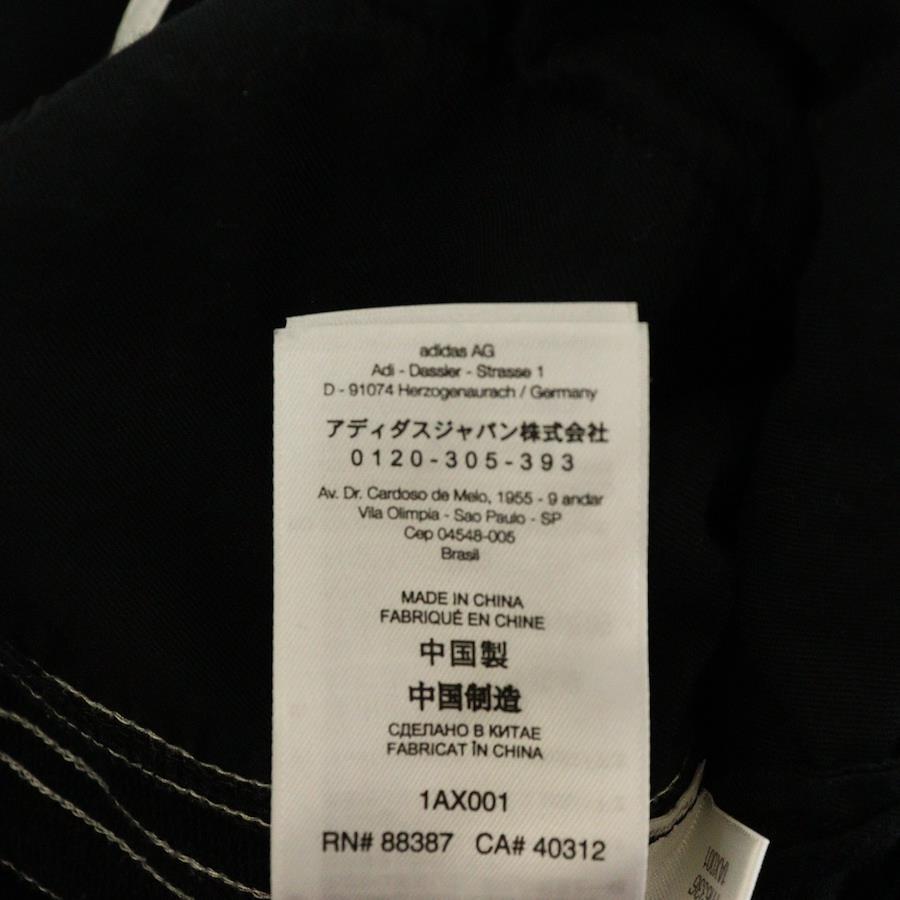 adidas AG
Adi - Dassler - Strasse 1
D - 91074 Herzogenaurach / Germany
アディダスジャパン株式会社
0120-305-393
Av. Dr. Cardoso de Melo, 1955 - 9 andar
Vila Olimpia - Sao Paulo - SP
Cep 04548-005
Brasil
MADE IN CHINA
FABRIQUÉ EN CHINE
中国製
中国制造
СДЕЛАНО В КИТАЕ
FABRICAT ÎN CHINA
1AX001
RN# 88387 CA# 40312